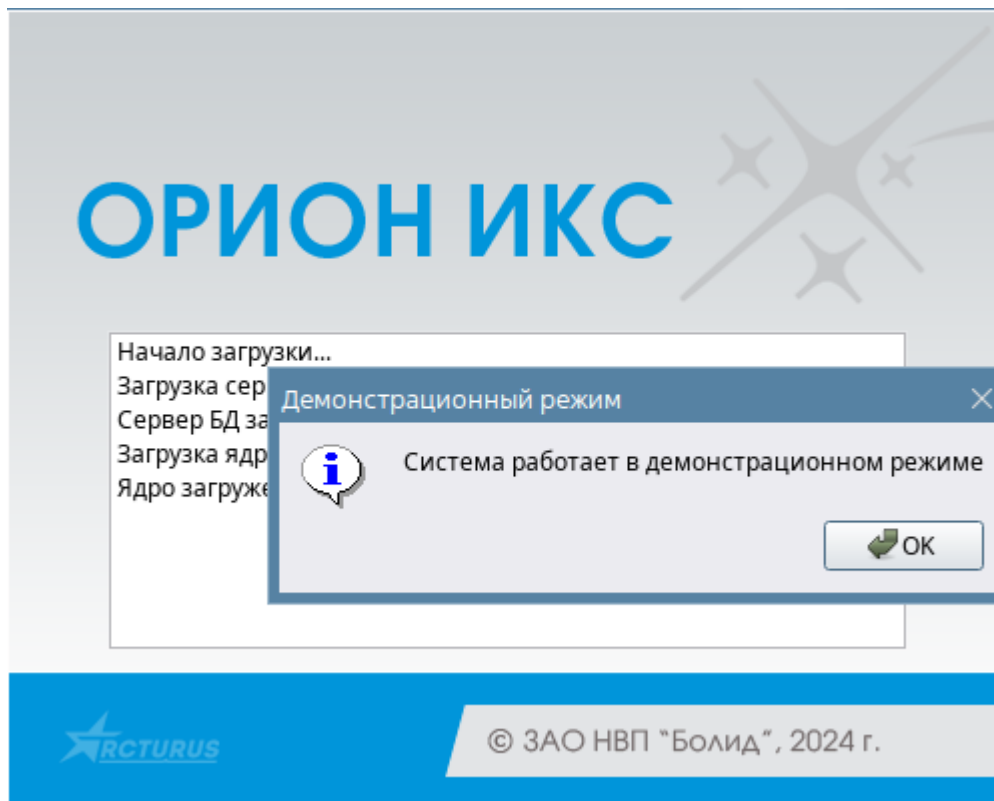 ОРИОН ИКС
Начало загрузки...
Загрузка сер
Сервер БД за
Загрузка ядр
Ядро загруже
Демонстрационный режим
Система работает в демонстрационном режиме
OK
ARCTURUS
© ЗАО НВП "Болид", 2024 г.